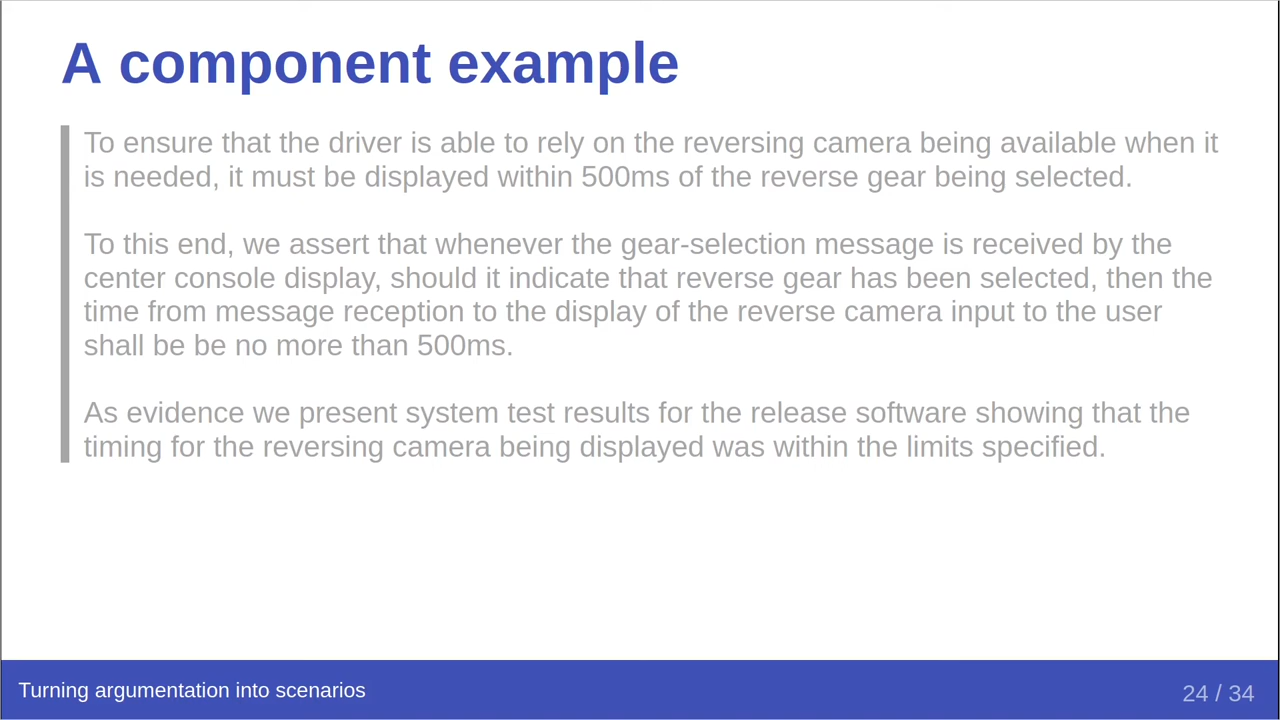 A component example
To ensure that the driver is able to rely on the reversing camera being available when it
is needed, it must be displayed within 500ms of the reverse gear being selected.
To this end, we assert that whenever the gear-selection message is received by the
center console display, should it indicate that reverse gear has been selected, then the
time from message reception to the display of the reverse camera input to the user
shall be be no more than 500ms.
As evidence we present system test results for the release software showing that the
timing for the reversing camera being displayed was within the limits specified.
Turning argumentation into scenarios
24 / 34